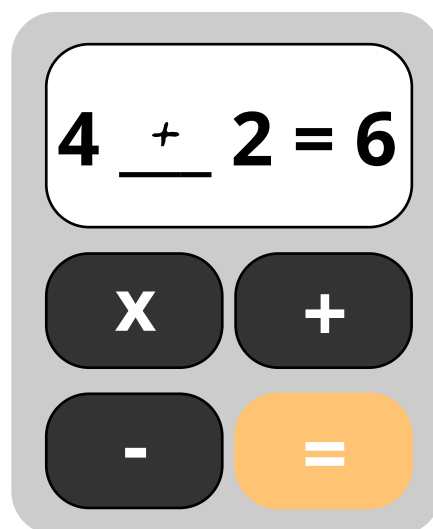 4 + 2 = 6
x +
- =